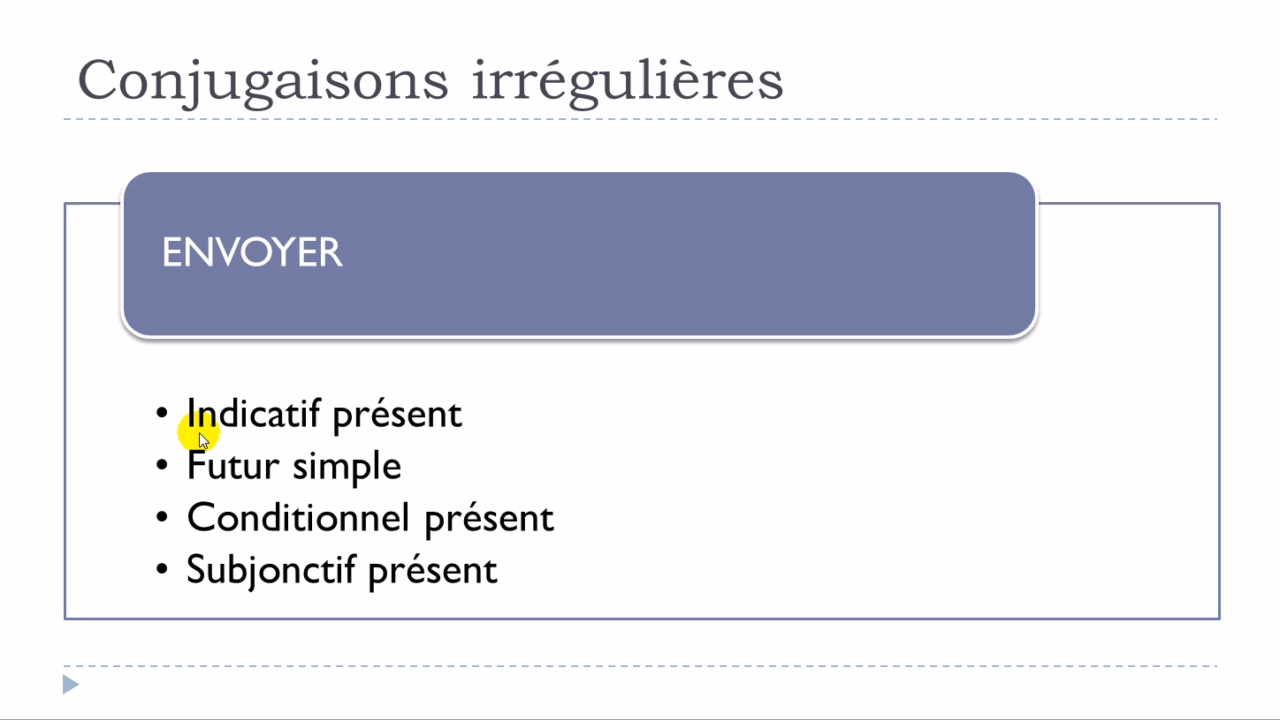 Conjugaisons irrégulières
ENVOYER
• Indicatif présent
• Futur simple
• Conditionnel présent
• Subjonctif présent